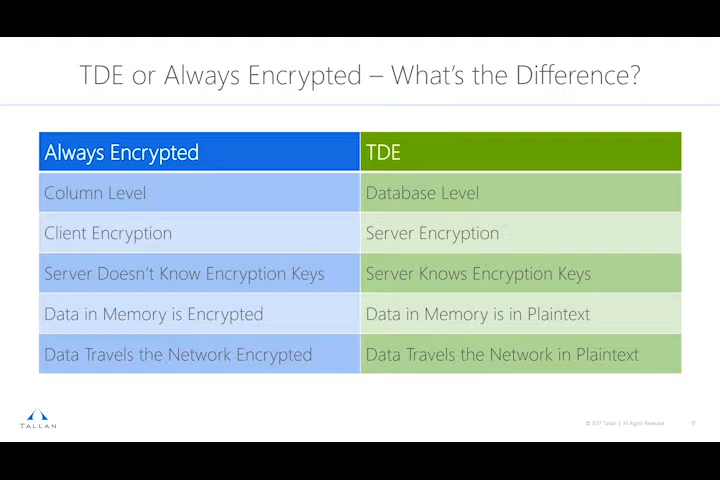 TDE or Always Encrypted – What's the Difference?
Always Encrypted TDE
Column Level Database Level
Client Encryption Server Encryption
Server Doesn't Know Encryption Keys Server Knows Encryption Keys
Data in Memory is Encrypted Data in Memory is in Plaintext
Data Travels the Network Encrypted Data Travels the Network in Plaintext
TALLAN
© 2017 Tallan | All Rights Reserved 17